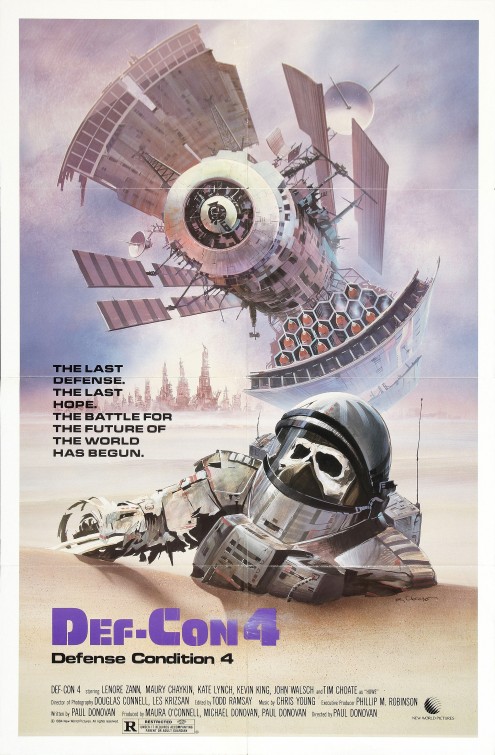 THE LAST
DEFENSE.
THE LAST
HOPE.
THE BATTLE FOR
THE FUTURE OF
THE WORLD
HAS BEGUN.
DEF-CON 4
Defense Condition 4
DEF-CON 4 starring LENORE ZANN, MAURY CHAYKIN, KATE LYNCH, KEVIN KING, JOHN WALSCH and TIM CHOATE as "HOWE"
Director of Photography DOUGLAS CONNELL, LES KRIZSAN Edited by TODD RAMSAY Music by CHRIS YOUNG Executive Producer PHILLIP M. ROBINSON
Written by PAUL DONOVAN Produced by MAURA O'CONNELL, MICHAEL DONOVAN, PAUL DONOVAN Directed by PAUL DONOVAN
R RESTRICTED
NEW WORLD PICTURES